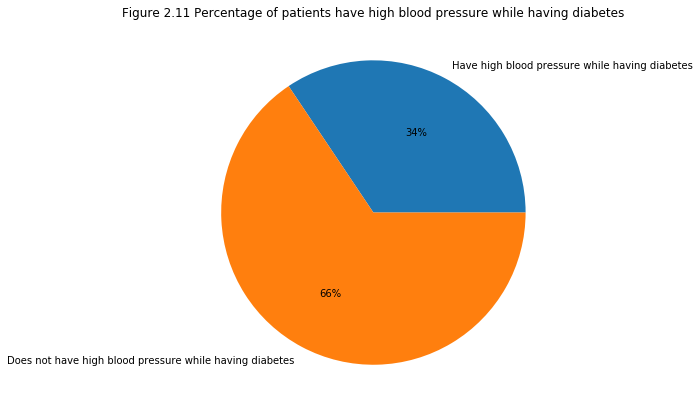 Figure 2.11 Percentage of patients have high blood pressure while having diabetes
Have high blood pressure while having diabetes
34%
66%
Does not have high blood pressure while having diabetes